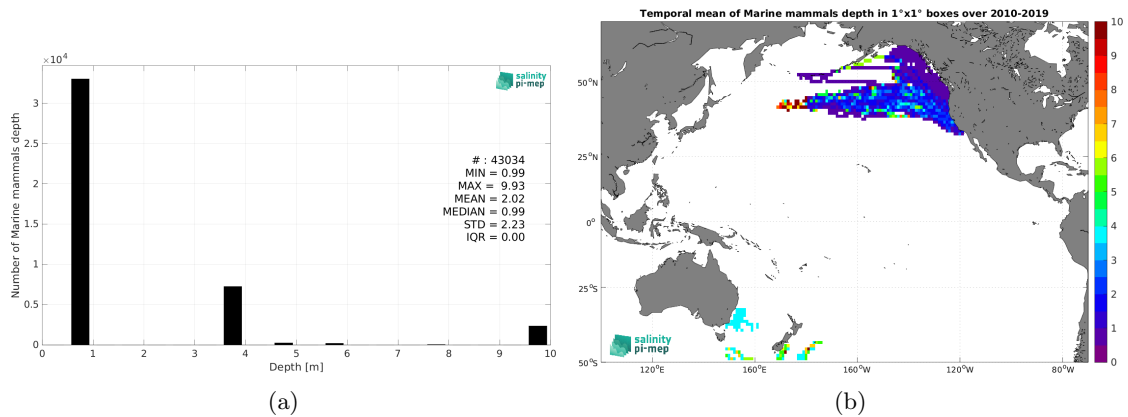 ×10⁴
3
2.5
2
1.5
1
0.5
0
Number of Marine mammals depth
salinity
pi-mep
# : 43034
MIN = 0.99
MAX = 9.93
MEAN = 2.02
MEDIAN = 0.99
STD = 2.23
IQR = 0.00
0 1 2 3 4 5 6 7 8 9 10
Depth [m]
(a)
Temporal mean of Marine mammals depth in 1°x1° boxes over 2010-2019
50°N
25°N
0°
25°S
50°S
120°E 160°E 160°W 120°W 80°W
salinity
pi-mep
10
9
8
7
6
5
4
3
2
1
0
(b)